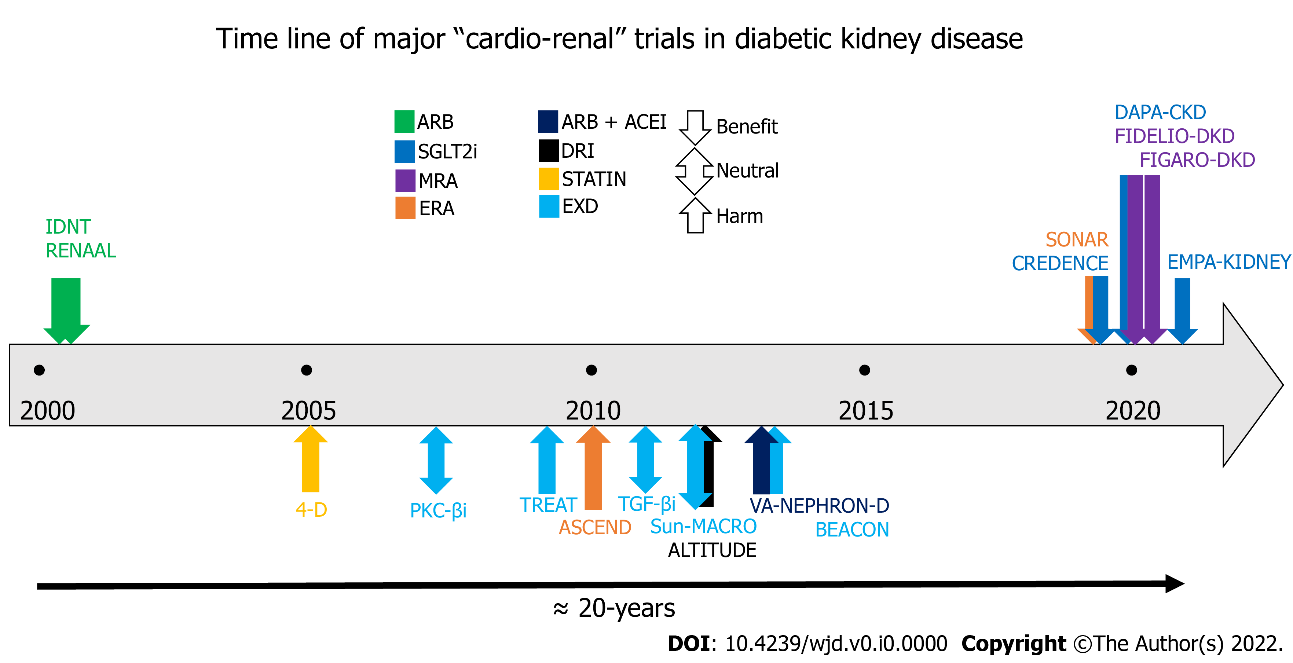 Time line of major “cardio-renal” trials in diabetic kidney disease
ARB
SGLT2i
MRA
ERA
ARB + ACEI
DRI
STATIN
EXD
Benefit
Neutral
Harm
IDNT
RENAAL
SONAR
CREDENCE
DAPA-CKD
FIDELIO-DKD
FIGARO-DKD
EMPA-KIDNEY
2000
2005
2010
2015
2020
4-D
PKC-βi
TREAT
ASCEND
TGF-βi
Sun-MACRO
ALTITUDE
VA-NEPHRON-D
BEACON
≈ 20-years
DOI: 10.4239/wjd.v0.i0.0000 Copyright ©The Author(s) 2022.